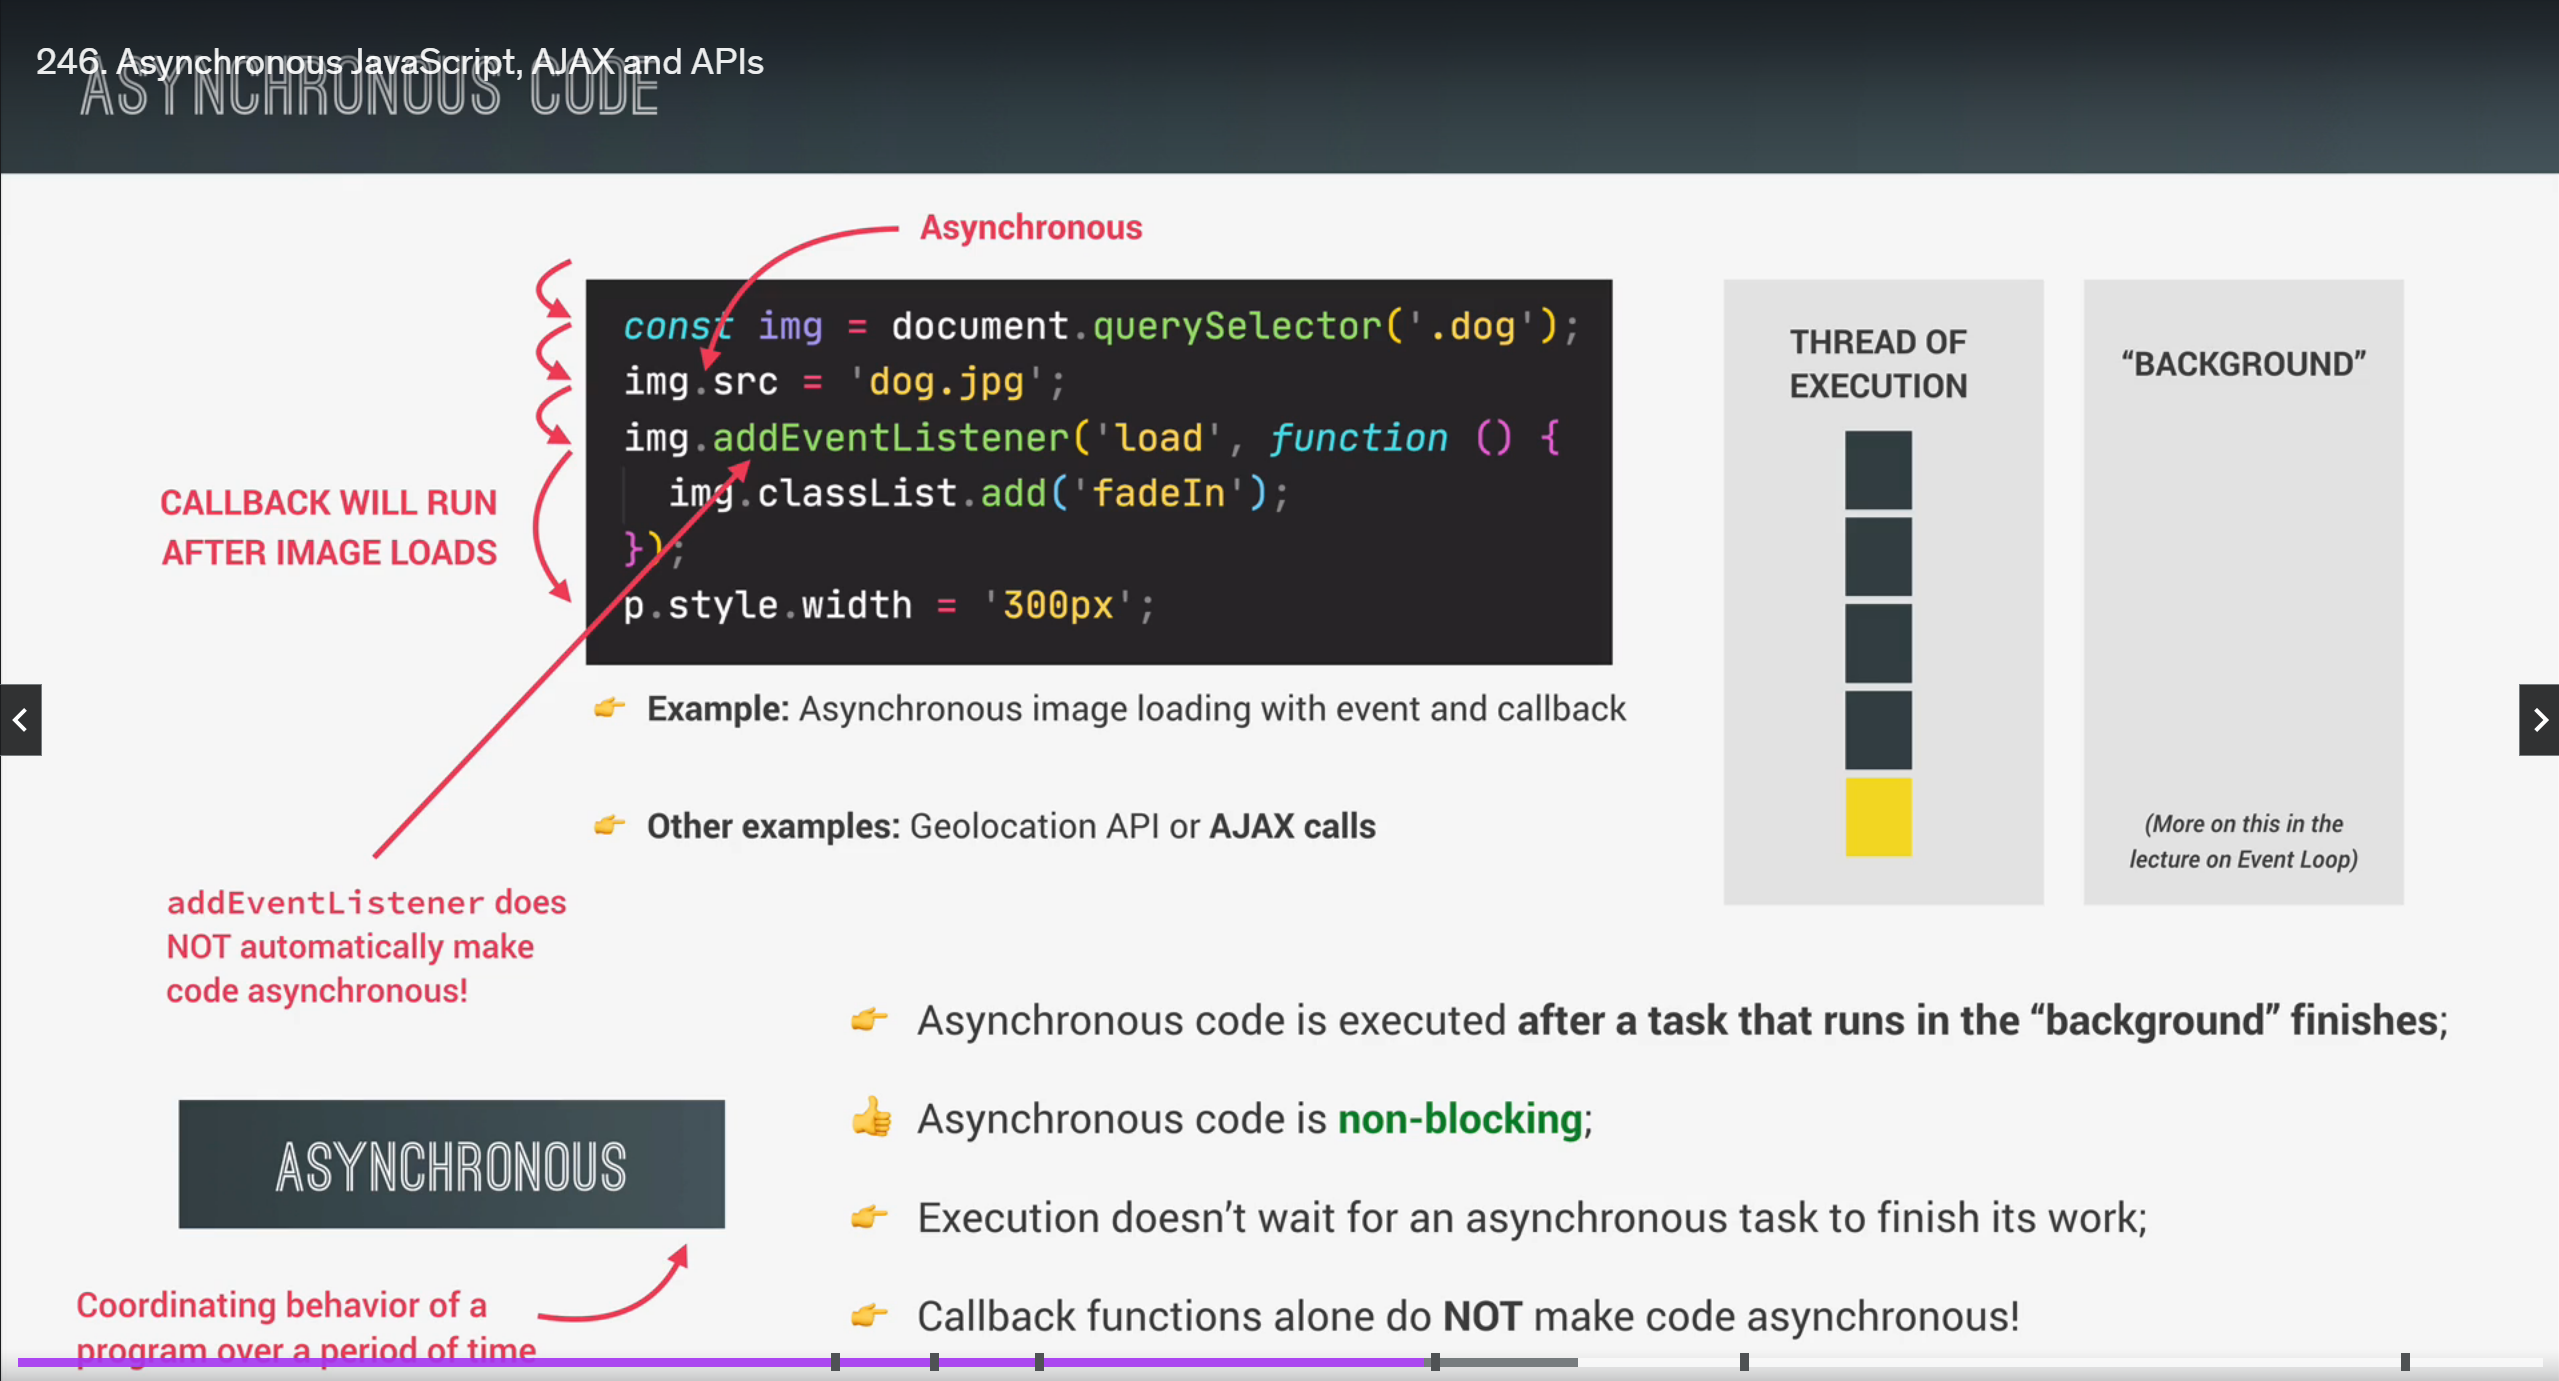 246. Asynchronous JavaScript, AJAX and APIs
ASYNCHRONOUS CODE
Asynchronous
const img = document.querySelector('.dog');
img.src = 'dog.jpg';
img.addEventListener('load', function () {
img.classList.add('fadeIn');
});
p.style.width = '300px';
CALLBACK WILL RUN
AFTER IMAGE LOADS
THREAD OF
EXECUTION
“BACKGROUND”
(More on this in the
lecture on Event Loop)
👉 Example: Asynchronous image loading with event and callback
👉 Other examples: Geolocation API or AJAX calls
addEventListener does
NOT automatically make
code asynchronous!
👉 Asynchronous code is executed after a task that runs in the “background” finishes;
👍 Asynchronous code is non-blocking;
👉 Execution doesn’t wait for an asynchronous task to finish its work;
👉 Callback functions alone do NOT make code asynchronous!
ASYNCHRONOUS
Coordinating behavior of a
program over a period of time